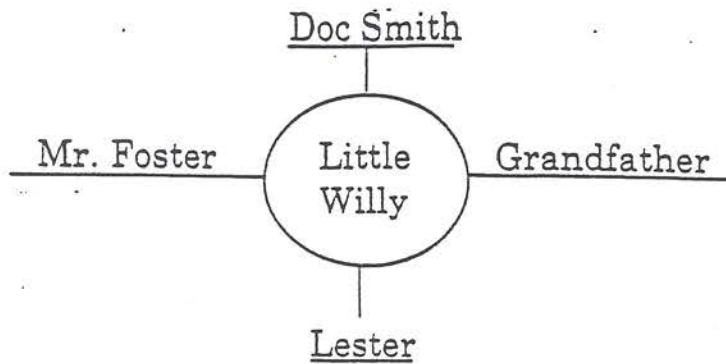 Doc Smith
Mr. Foster
Little
Willy
Grandfather
Lester